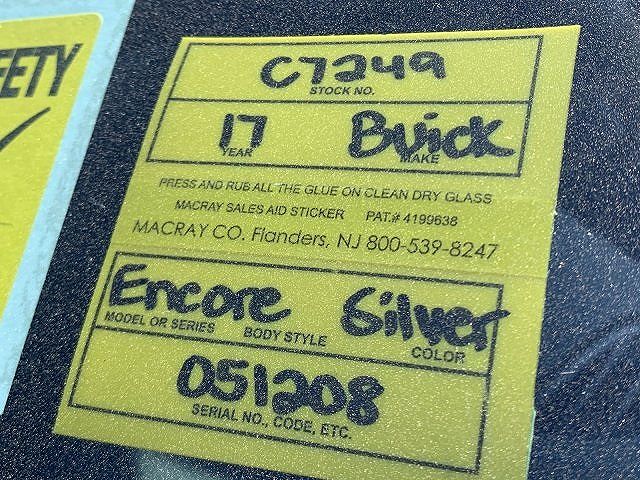 EETY
C7249
STOCK NO.
17 Buick
YEAR MAKE
PRESS AND RUB ALL THE GLUE ON CLEAN DRY GLASS
MACRAY SALES AID STICKER PAT.# 4199638
MACRAY CO. Flanders, NJ 800-539-8247
Encore Silver
MODEL OR SERIES BODY STYLE COLOR
051208
SERIAL NO., CODE, ETC.